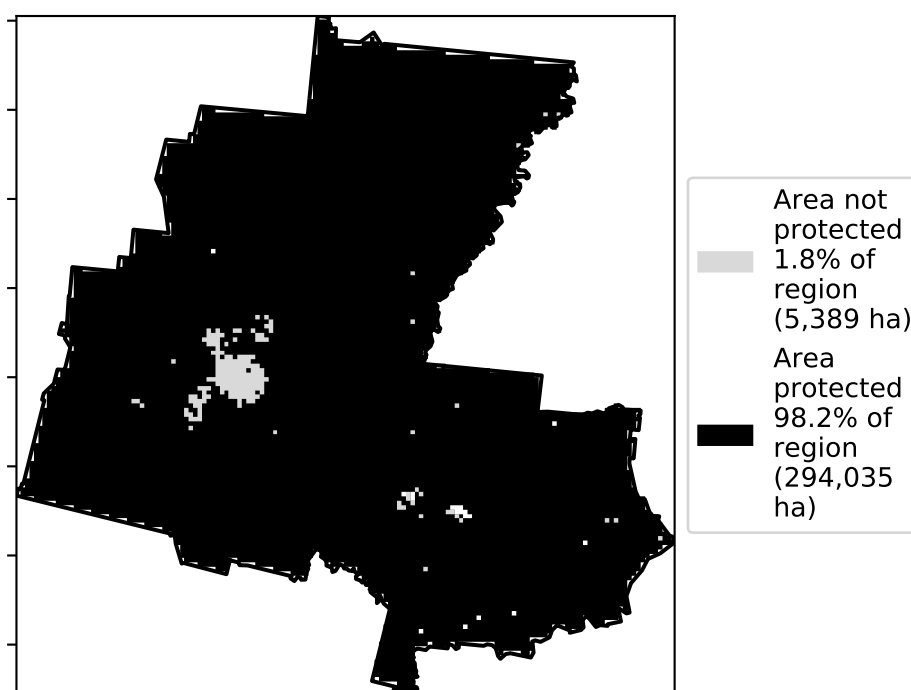 Area not
protected
1.8% of
region
(5,389 ha)
Area
protected
98.2% of
region
(294,035
ha)